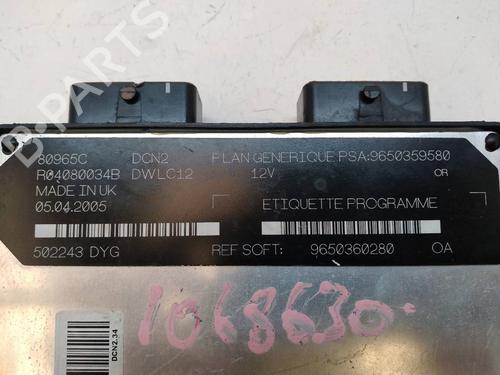 B-PARTS
80965C DCN2 PLAN GENERIQUE PSA:9650359580
R04080034B DWLC12 12V OR
MADE IN UK
05.04.2005 ETIQUETTE PROGRAMME
502243 DYG REF SOFT: 9650360280 OA
1068630
DCN2.34